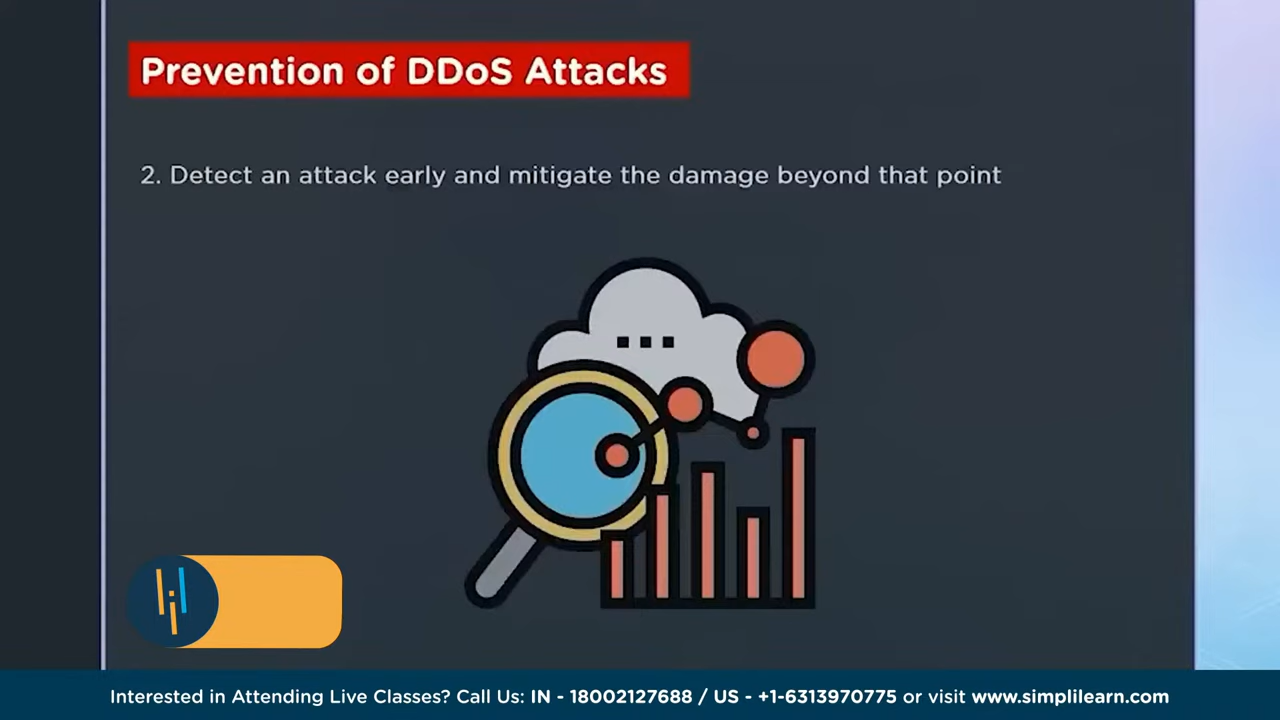 Prevention of DDoS Attacks
2. Detect an attack early and mitigate the damage beyond that point
Interested in Attending Live Classes? Call Us: IN - 18002127688 / US - +1-6313970775 or visit www.simplilearn.com